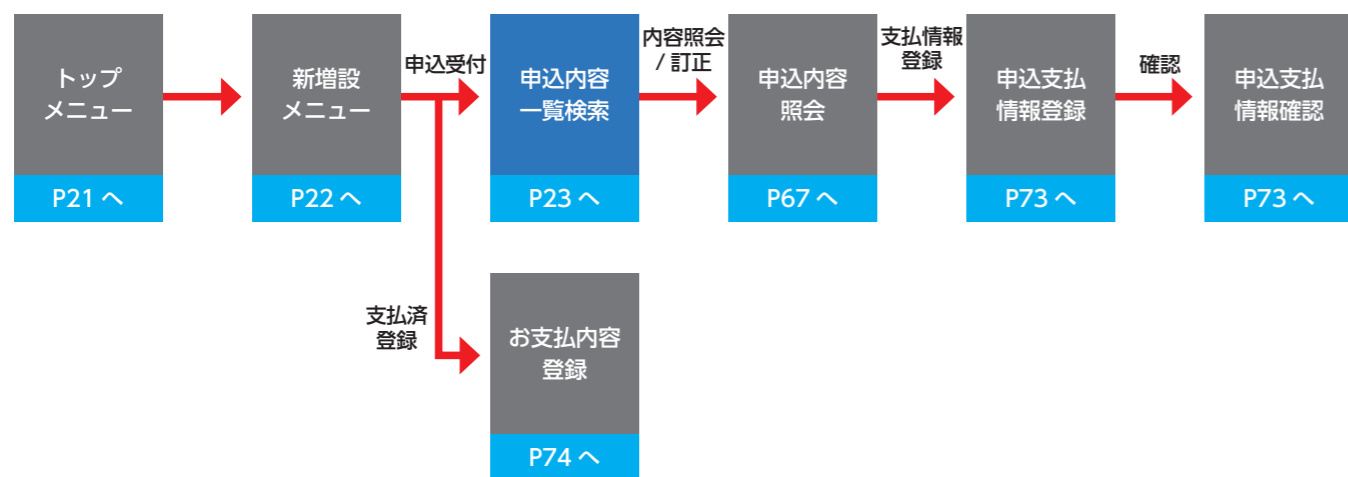 トップ
メニュー
P21 へ
新増設
メニュー
P22 へ
申込受付
申込内容
一覧検索
P23 へ
内容照会
/ 訂正
申込内容
照会
P67 へ
支払情報
登録
申込支払
情報登録
P73 へ
確認
申込支払
情報確認
P73 へ
支払済
登録
お支払内容
登録
P74 へ